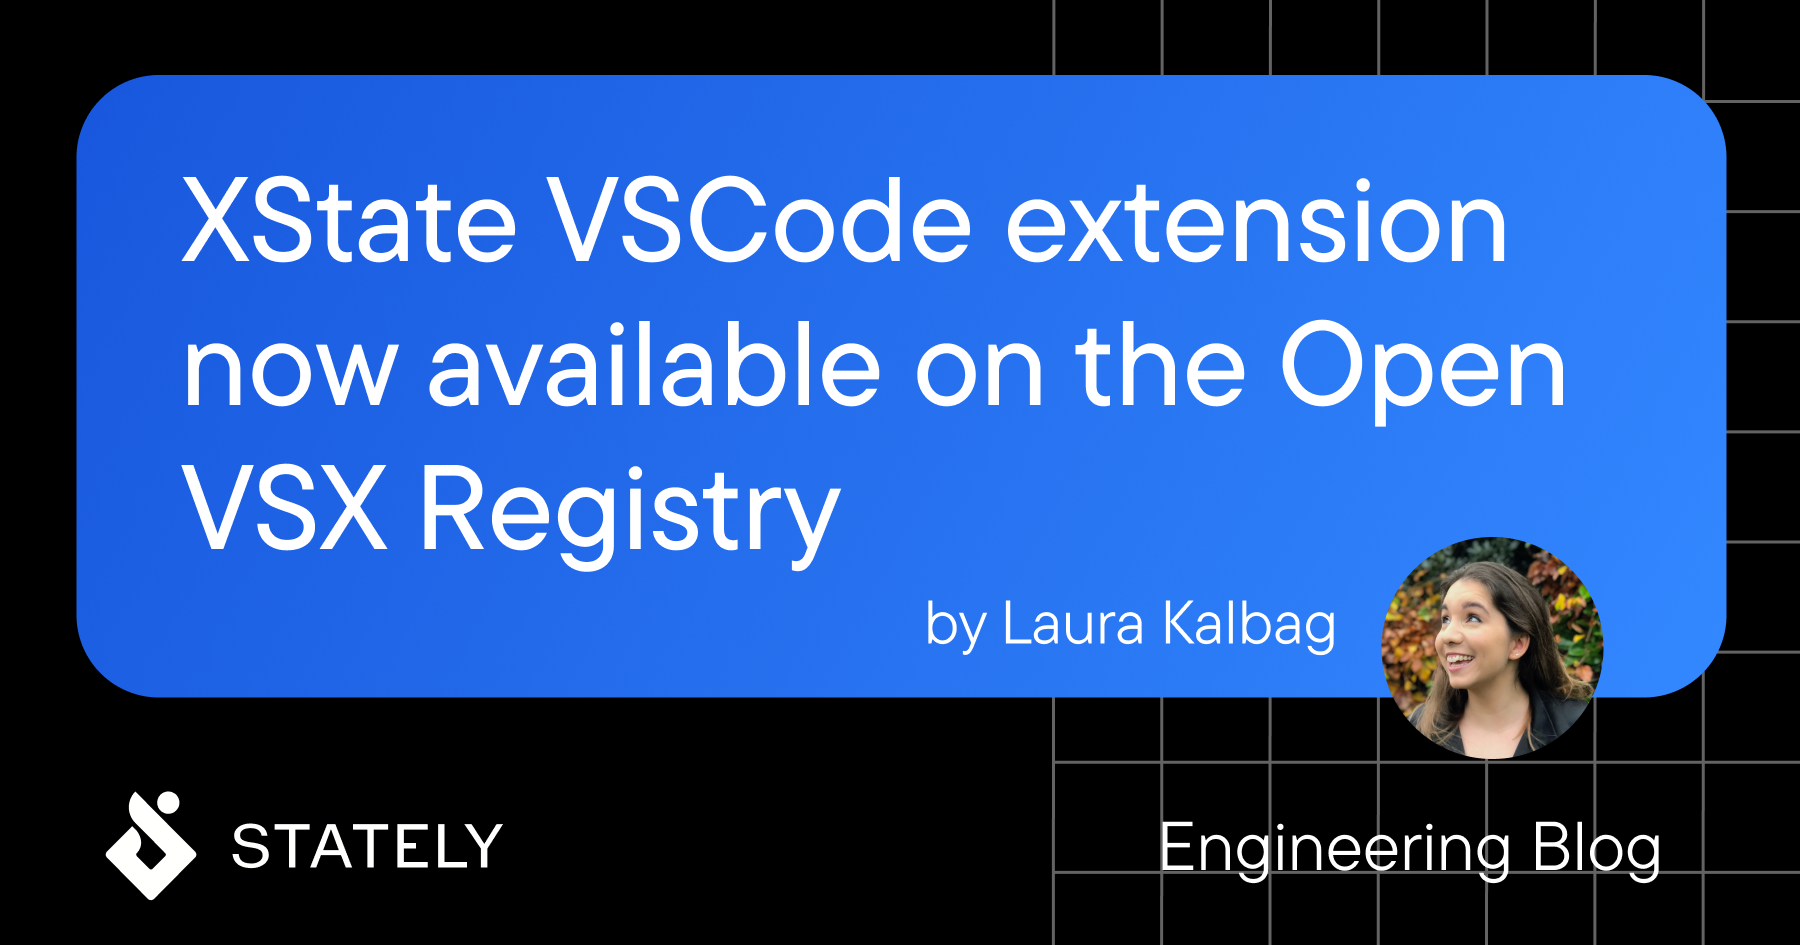 XState VSCode extension
now available on the Open
VSX Registry
by Laura Kalbag
STATELY
Engineering Blog